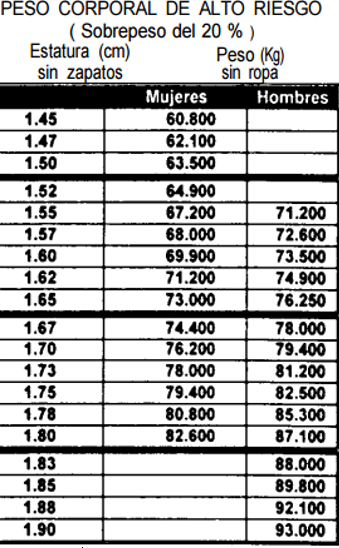 PESO CORPORAL DE ALTO RIESGO
( Sobrepeso del 20 % )
Estatura (cm) Peso (Kg)
sin zapatos sin ropa
Mujeres Hombres
1.45 60.800
1.47 62.100
1.50 63.500
1.52 64.900
1.55 67.200 71.200
1.57 68.000 72.600
1.60 69.900 73.500
1.62 71.200 74.900
1.65 73.000 76.250
1.67 74.400 78.000
1.70 76.200 79.400
1.73 78.000 81.200
1.75 79.400 82.500
1.78 80.800 85.300
1.80 82.600 87.100
1.83 88.000
1.85 89.800
1.88 92.100
1.90 93.000